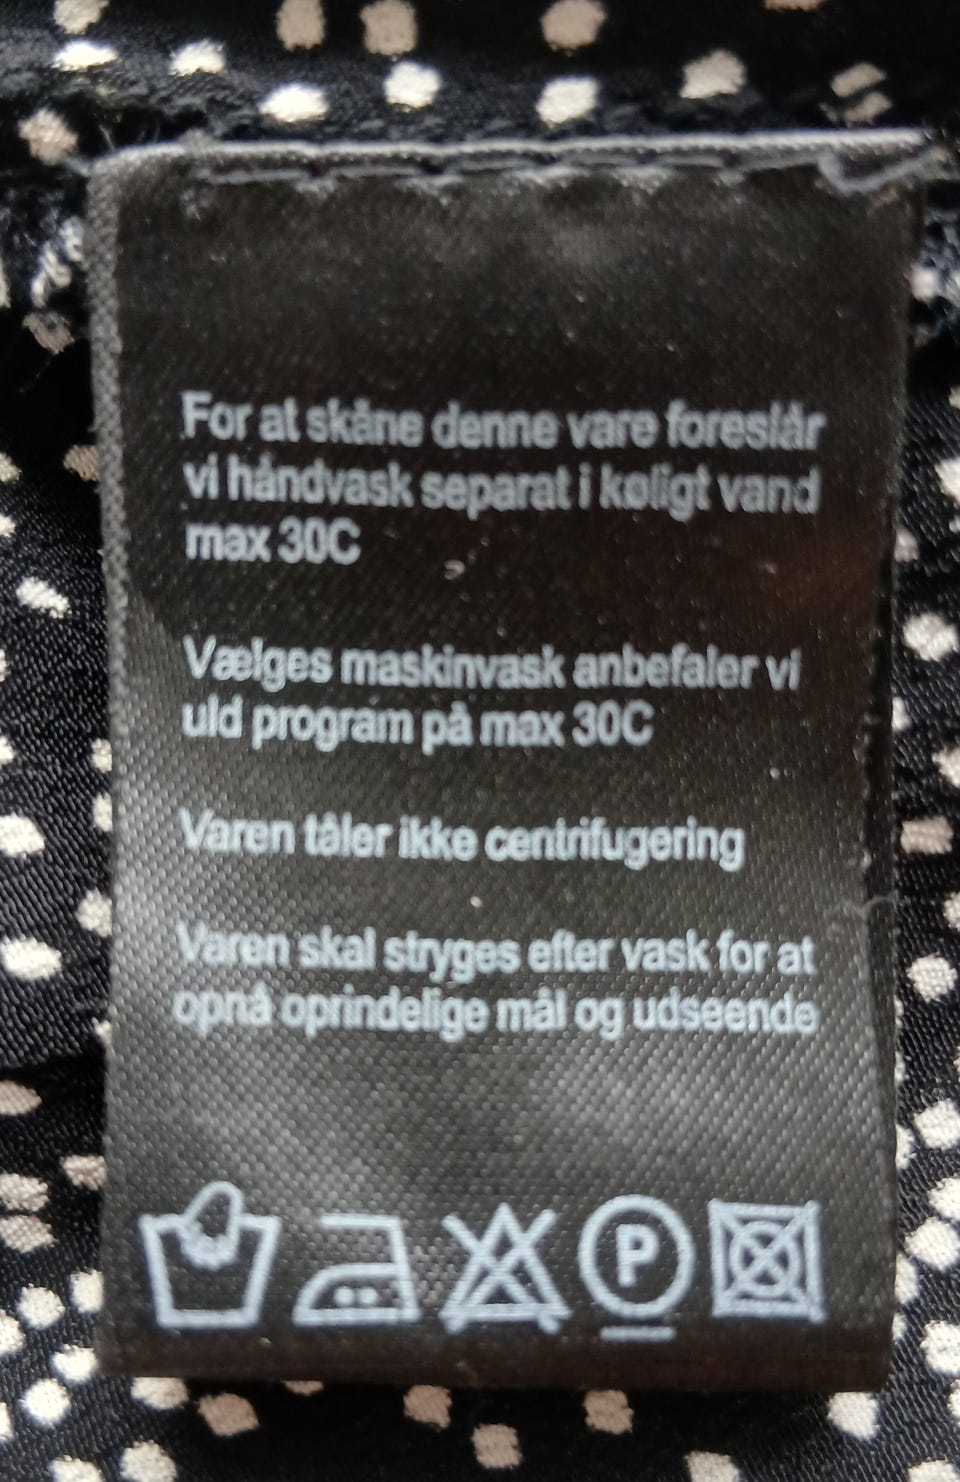 For at skåne denne vare foreslår
vi håndvask separat i køligt vand
max 30C
Vælges maskinvask anbefaler vi
uld program på max 30C
Varen tåler ikke centrifugering
Varen skal stryges efter vask for at
opnå oprindelige mål og udseende
P